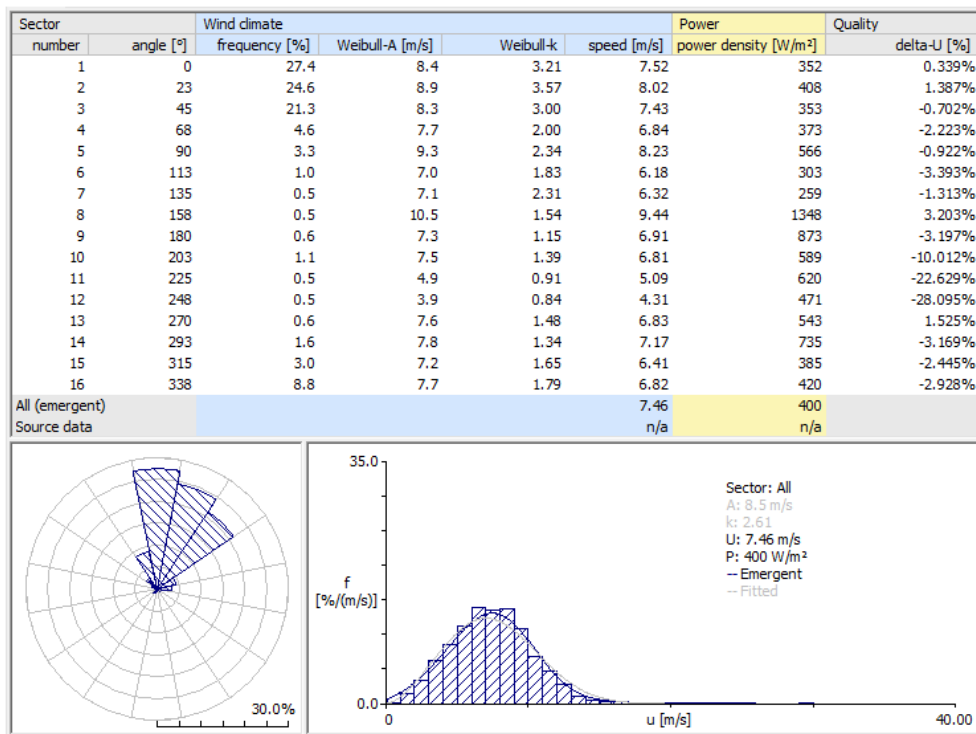 Sector Wind climate Power Quality
number angle [°] frequency [%] Weibull-A [m/s] Weibull-k speed [m/s] power density [W/m²] delta-U [%]
1 0 27.4 8.4 3.21 7.52 352 0.339%
2 23 24.6 8.9 3.57 8.02 408 1.387%
3 45 21.3 8.3 3.00 7.43 353 -0.702%
4 68 4.6 7.7 2.00 6.84 373 -2.223%
5 90 3.3 9.3 2.34 8.23 566 -0.922%
6 113 1.0 7.0 1.83 6.18 303 -3.393%
7 135 0.5 7.1 2.31 6.32 259 -1.313%
8 158 0.5 10.5 1.54 9.44 1348 3.203%
9 180 0.6 7.3 1.15 6.91 873 -3.197%
10 203 1.1 7.5 1.39 6.81 589 -10.012%
11 225 0.5 4.9 0.91 5.09 620 -22.629%
12 248 0.5 3.9 0.84 4.31 471 -28.095%
13 270 0.6 7.6 1.48 6.83 543 1.525%
14 293 1.6 7.8 1.34 7.17 735 -3.169%
15 315 3.0 7.2 1.65 6.41 385 -2.445%
16 338 8.8 7.7 1.79 6.82 420 -2.928%
All (emergent) 7.46 400
Source data n/a n/a
30.0%
35.0
f
[%/(m/s)]
0.0
0
u [m/s]
40.00
Sector: All
A: 8.5 m/s
k: 2.61
U: 7.46 m/s
P: 400 W/m²
-- Emergent
-- Fitted